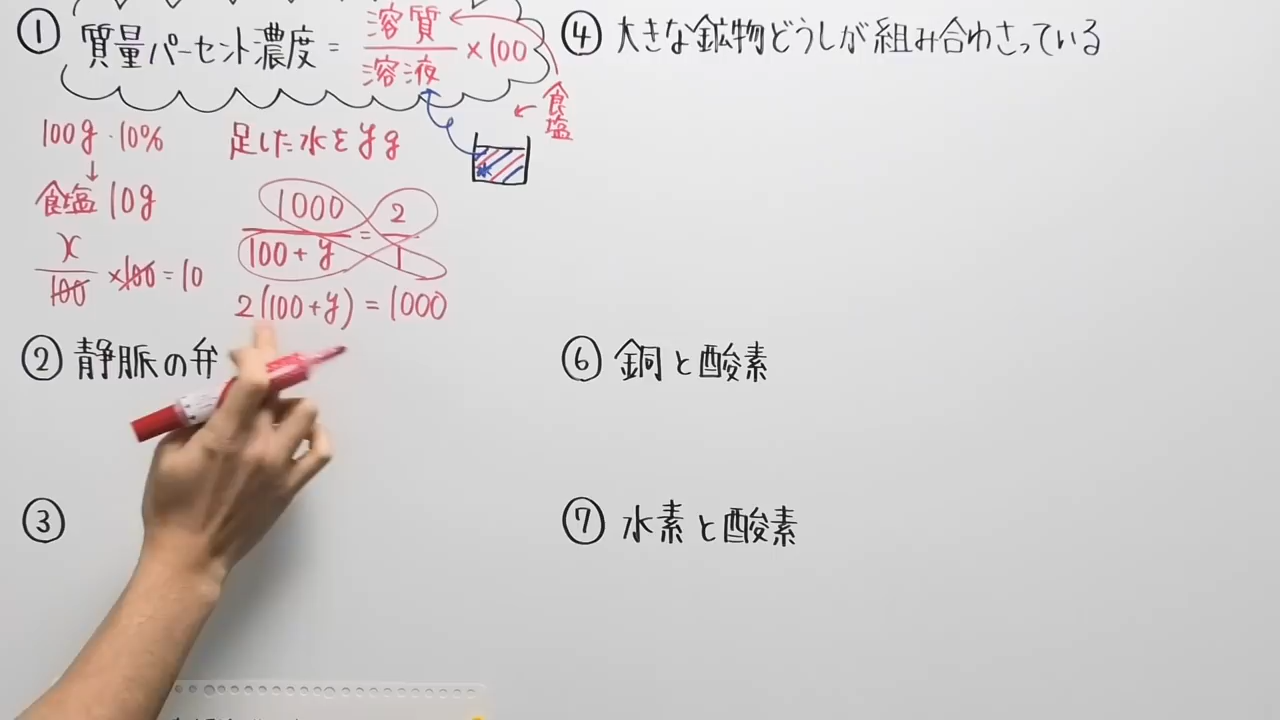 ① 質量パーセント濃度 = 溶質/溶液 × 100
食塩
100g・10%
↓
食塩 10g
x/100 × 100 = 10
足した水を y g
1000/100 + y = 2/1
2(100 + y) = 1000
② 静脈の弁
③
④ 大きな鉱物どうしが組み合わさっている
⑥ 銅と酸素
⑦ 水素と酸素